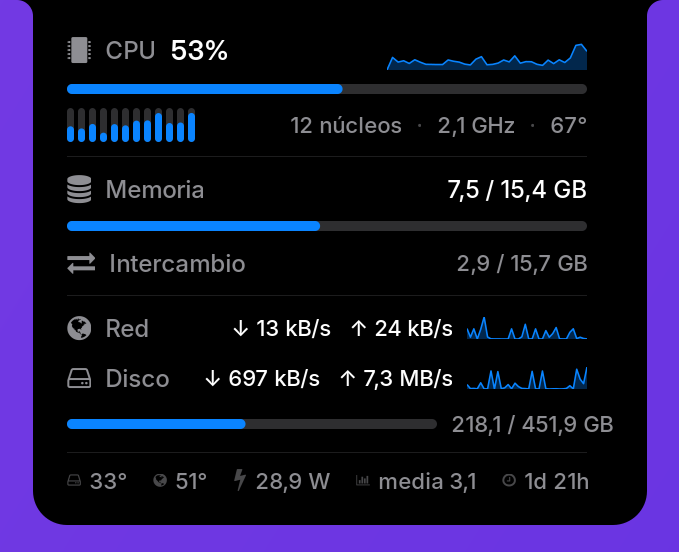 CPU 53%
12 núcleos · 2,1 GHz · 67°
Memoria 7,5 / 15,4 GB
Intercambio 2,9 / 15,7 GB
Red ↓ 13 kB/s ↑ 24 kB/s
Disco ↓ 697 kB/s ↑ 7,3 MB/s
218,1 / 451,9 GB
33° 51° 28,9 W media 3,1 1d 21h